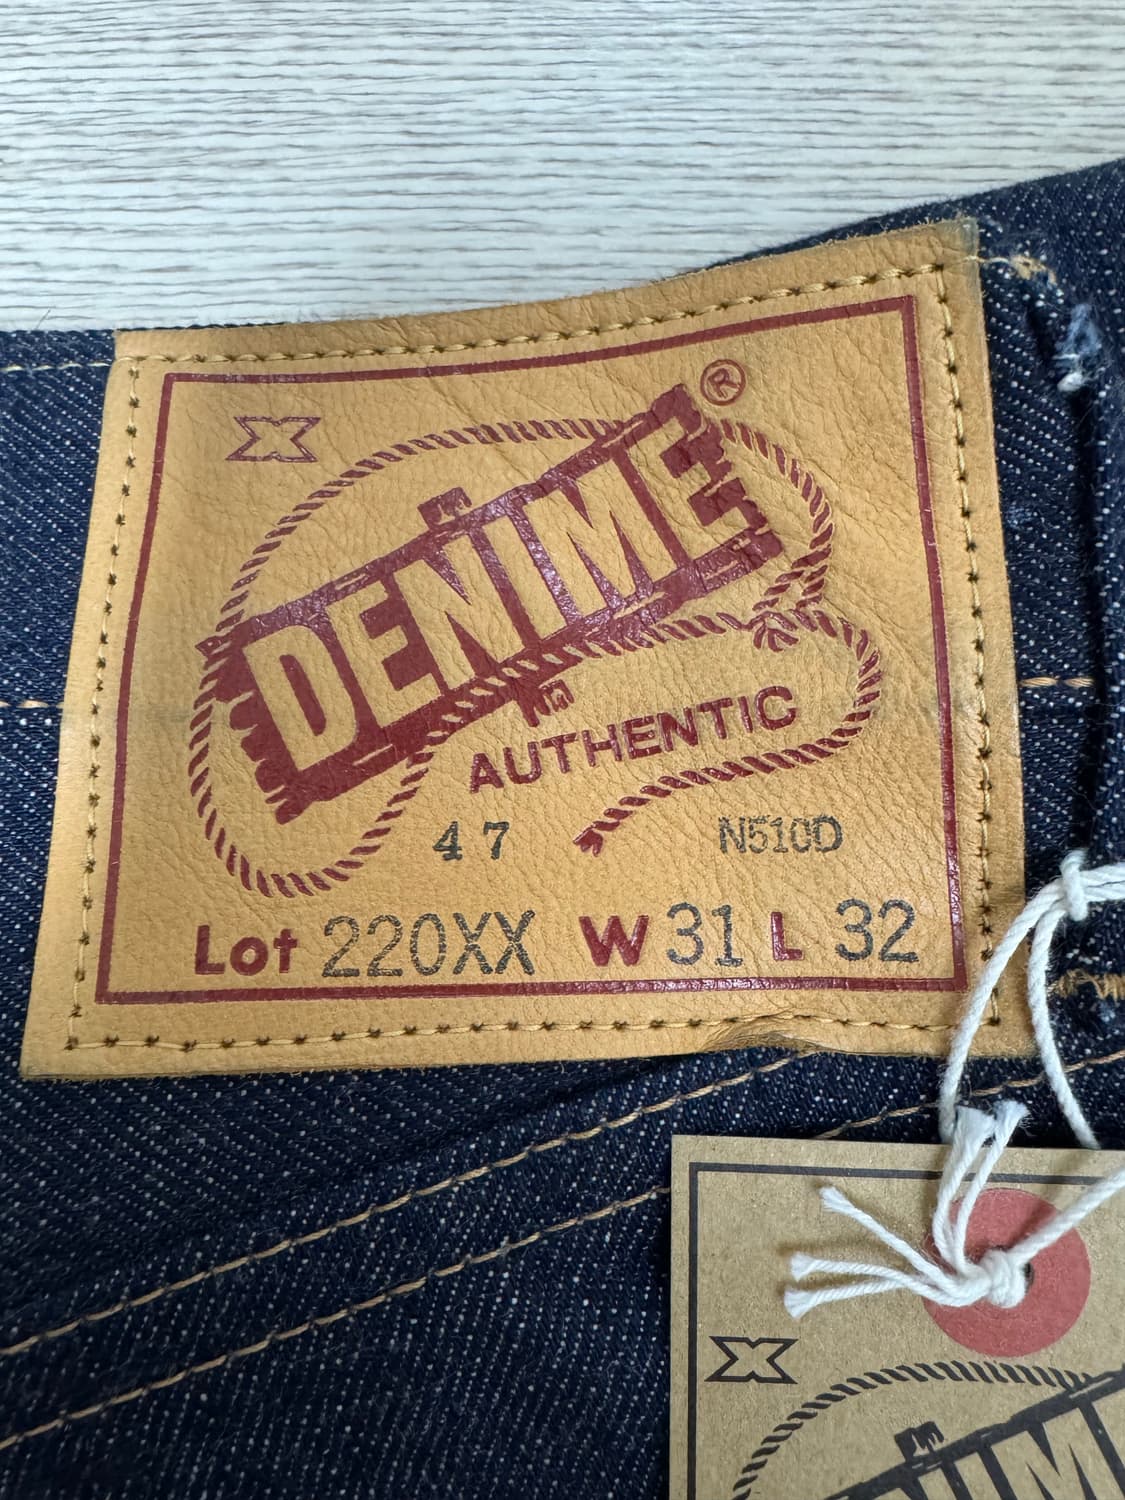 X
DENIME®
AUTHENTIC
47 N510D
Lot 220XX W 31 L 32
X